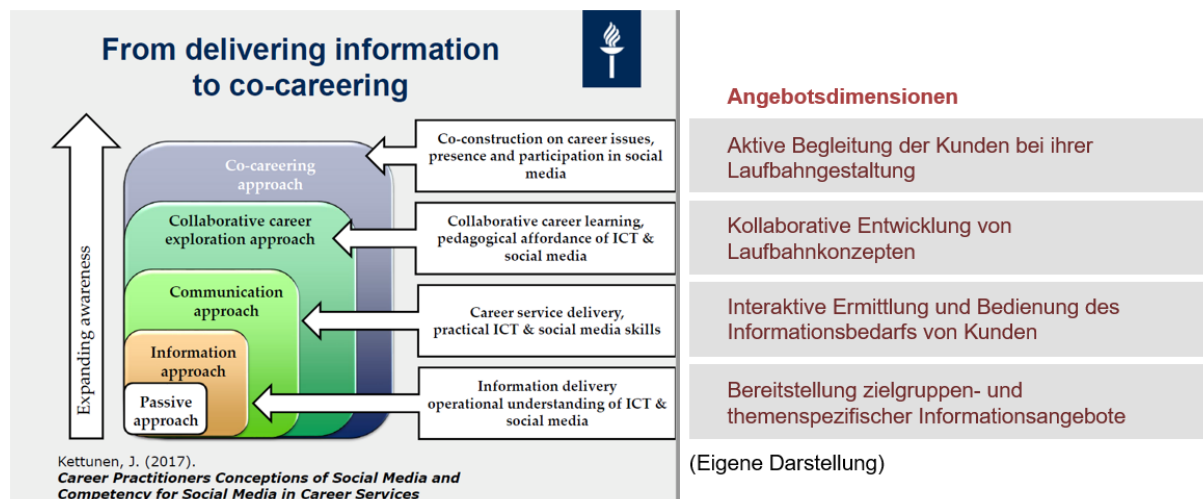 From delivering information
to co-careering
Expanding awareness
Co-careering
approach
Collaborative career
exploration approach
Communication
approach
Information
approach
Passive
approach
Co-construction on career issues,
presence and participation in social
media
Collaborative career learning,
pedagogical affordance of ICT &
social media
Career service delivery,
practical ICT & social media skills
Information delivery
operational understanding of ICT &
social media
Kettunen, J. (2017).
Career Practitioners Conceptions of Social Media and
Competency for Social Media in Career Services
Angebotsdimensionen
Aktive Begleitung der Kunden bei ihrer
Laufbahngestaltung
Kollaborative Entwicklung von
Laufbahnkonzepten
Interaktive Ermittlung und Bedienung des
Informationsbedarfs von Kunden
Bereitstellung zielgruppen- und
themenspezifischer Informationsangebote
(Eigene Darstellung)